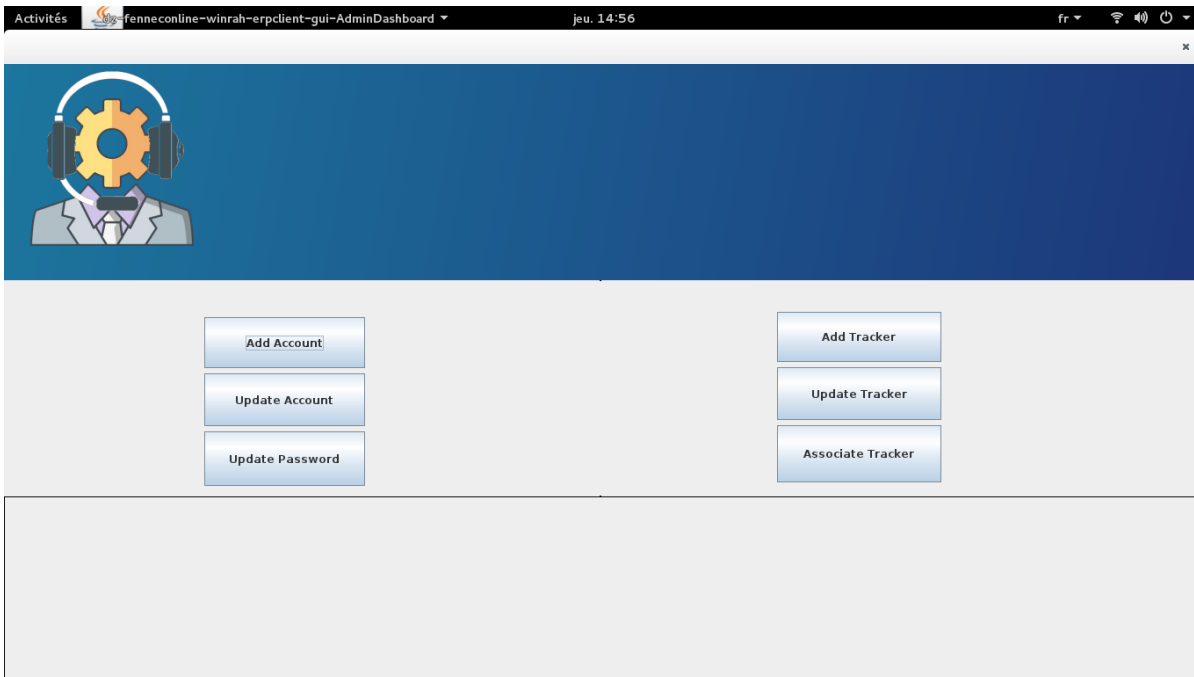 Activités dz-fenneconline-winrah-erpclient-gui-AdminDashboard jeu. 14:56 fr
Add Account
Update Account
Update Password
Add Tracker
Update Tracker
Associate Tracker